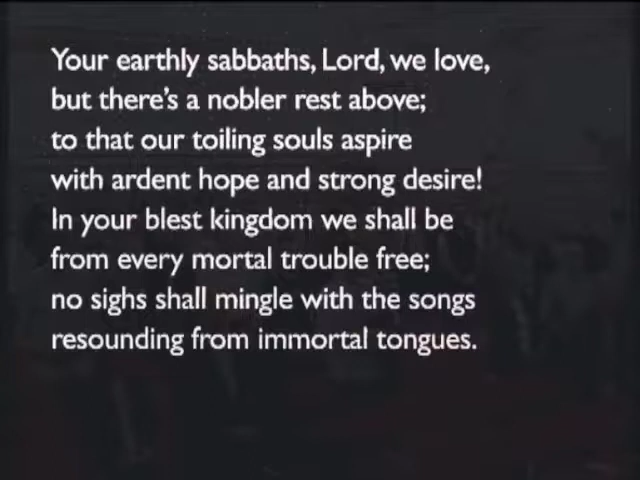 Your earthly sabbaths, Lord, we love,
but there's a nobler rest above;
to that our toiling souls aspire
with ardent hope and strong desire!
In your blest kingdom we shall be
from every mortal trouble free;
no sighs shall mingle with the songs
resounding from immortal tongues.